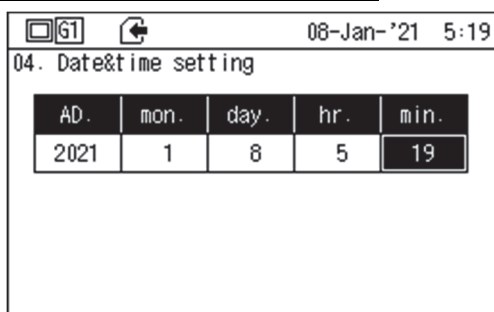 G1 08-Jan-'21 5:19
04. Date&time setting
AD. mon. day. hr. min.
2021 1 8 5 19